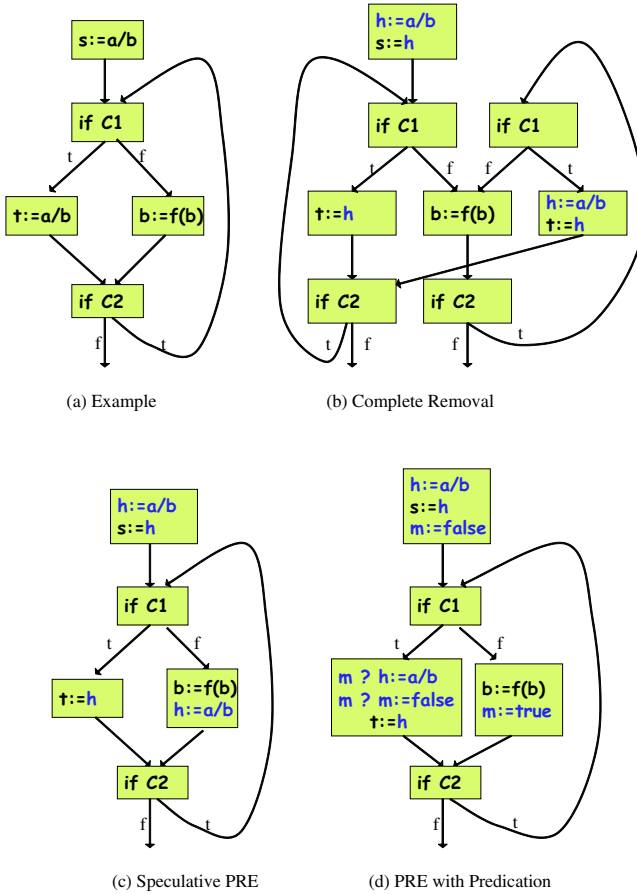 s:=a/b
if C1
t
f
t:=a/b
b:=f(b)
if C2
f
t
(a) Example
h:=a/b
s:=h
if C1
if C1
t
f
f
t
t:=h
b:=f(b)
h:=a/b
t:=h
if C2
if C2
t
f
f
t
(b) Complete Removal
h:=a/b
s:=h
if C1
t
f
t:=h
b:=f(b)
h:=a/b
if C2
f
t
(c) Speculative PRE
h:=a/b
s:=h
m:=false
if C1
t
f
m ? h:=a/b
m ? m:=false
t:=h
b:=f(b)
m:=true
if C2
f
t
(d) PRE with Predication